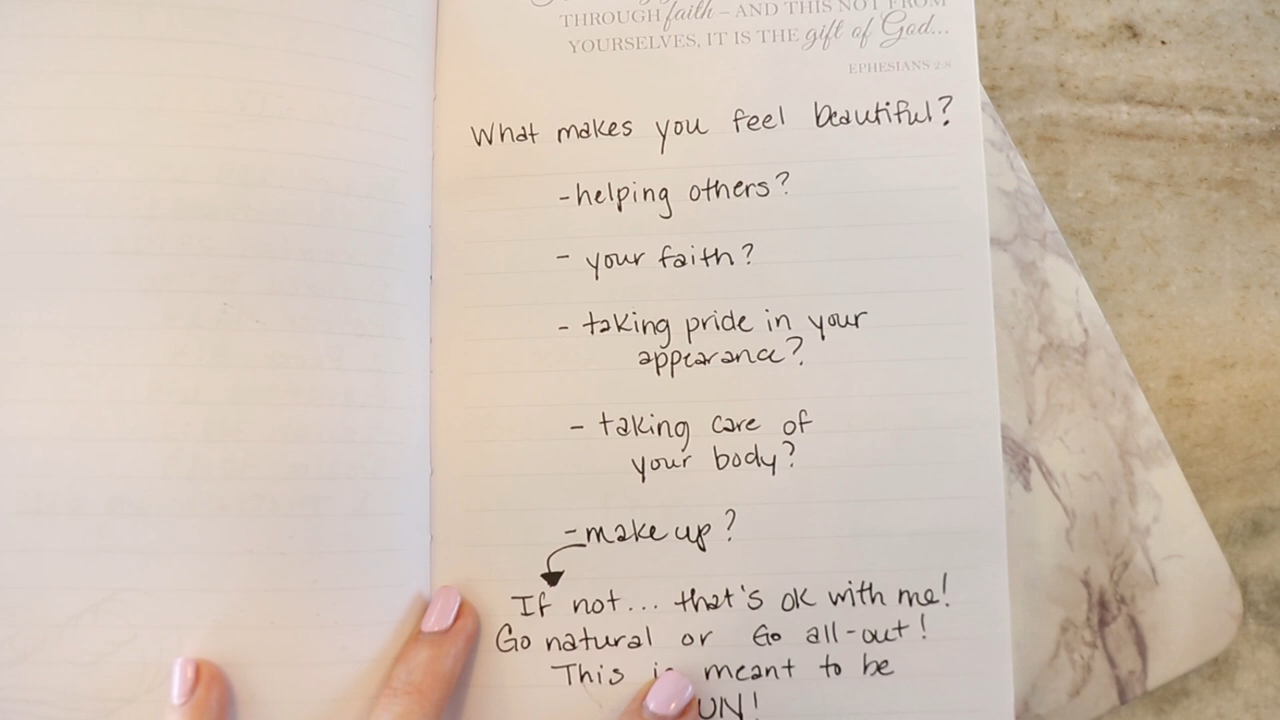 THROUGH faith – AND THIS NOT FROM
YOURSELVES, IT IS THE gift of God...
EPHESIANS 2:8
What makes you feel beautiful?
-helping others?
- your faith?
- taking pride in your
appearance?
- taking care of
your body?
-make up?
If not... that's ok with me!
Go natural or Go all-out!
This is meant to be